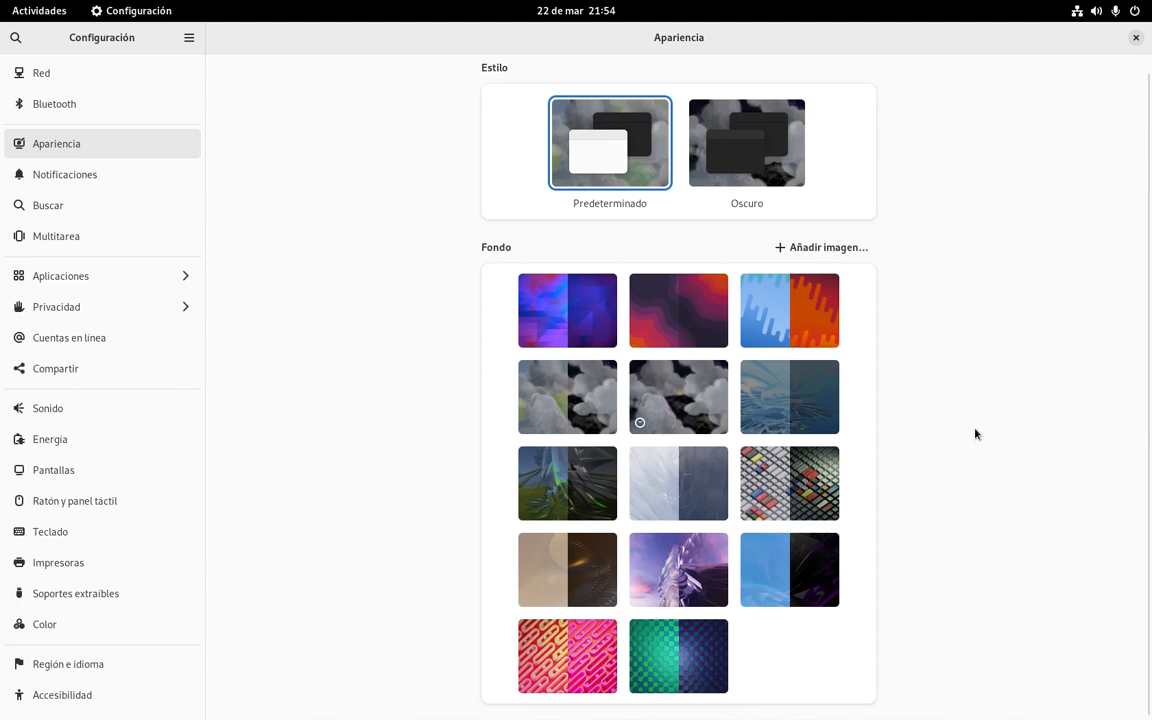 Actividades
Configuración
22 de mar 21:54
Configuración
Apariencia
Red
Bluetooth
Apariencia
Notificaciones
Buscar
Multitarea
Aplicaciones
Privacidad
Cuentas en línea
Compartir
Sonido
Energía
Pantallas
Ratón y panel táctil
Teclado
Impresoras
Soportes extraíbles
Color
Región e idioma
Accesibilidad
Estilo
Predeterminado
Oscuro
Fondo
Añadir imagen…